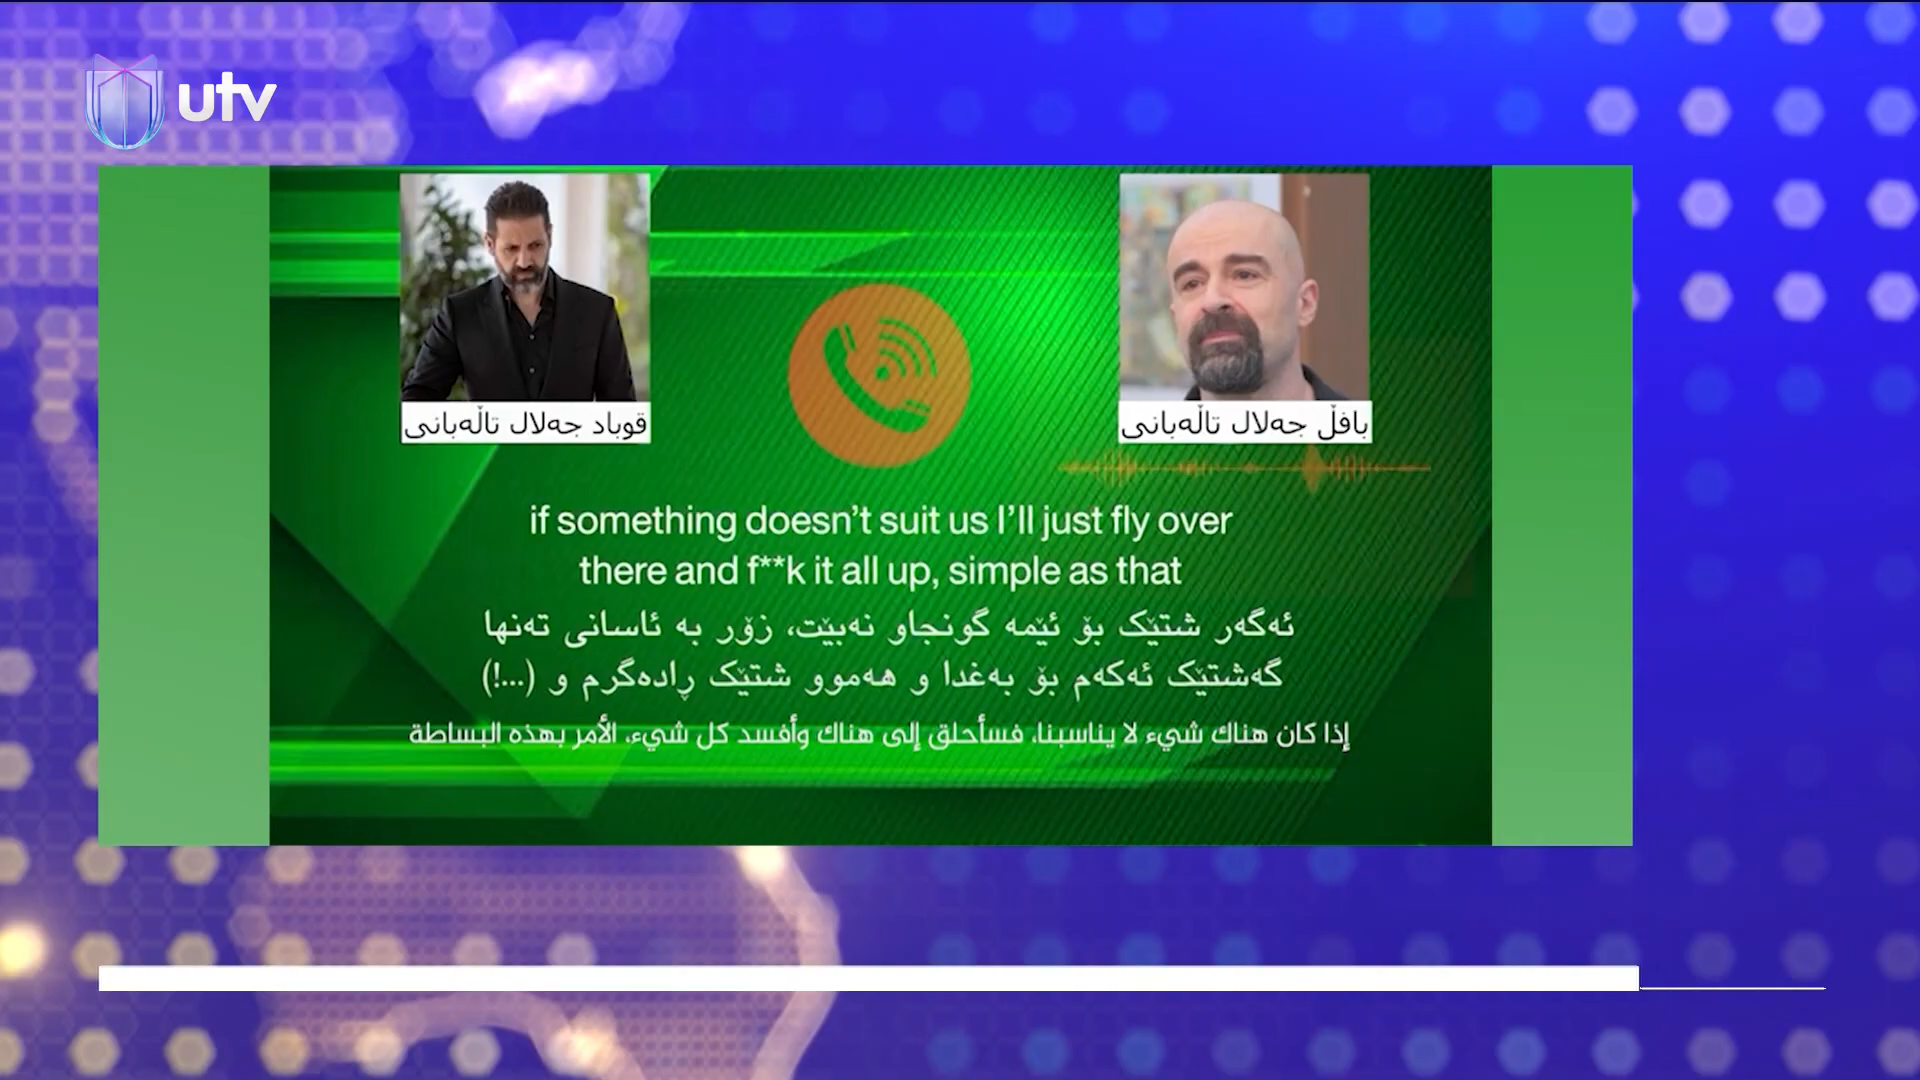 utv
قوباد جەلال تاڵەبانی
بافڵ جەلال تاڵەبانی
if something doesn't suit us I'll just fly over
there and f**k it all up, simple as that
ئەگەر شتێک بۆ ئێمە گونجاو نەبێت، زۆر بە ئاسانی تەنها
گەشتێک ئەکەم بۆ بەغدا و هەموو شتێک ڕادەگرم و (...!)
إذا كان هناك شيء لا يناسبنا، فسأحلق إلى هناك وأفسد كل شيء، الأمر بهذه البساطة